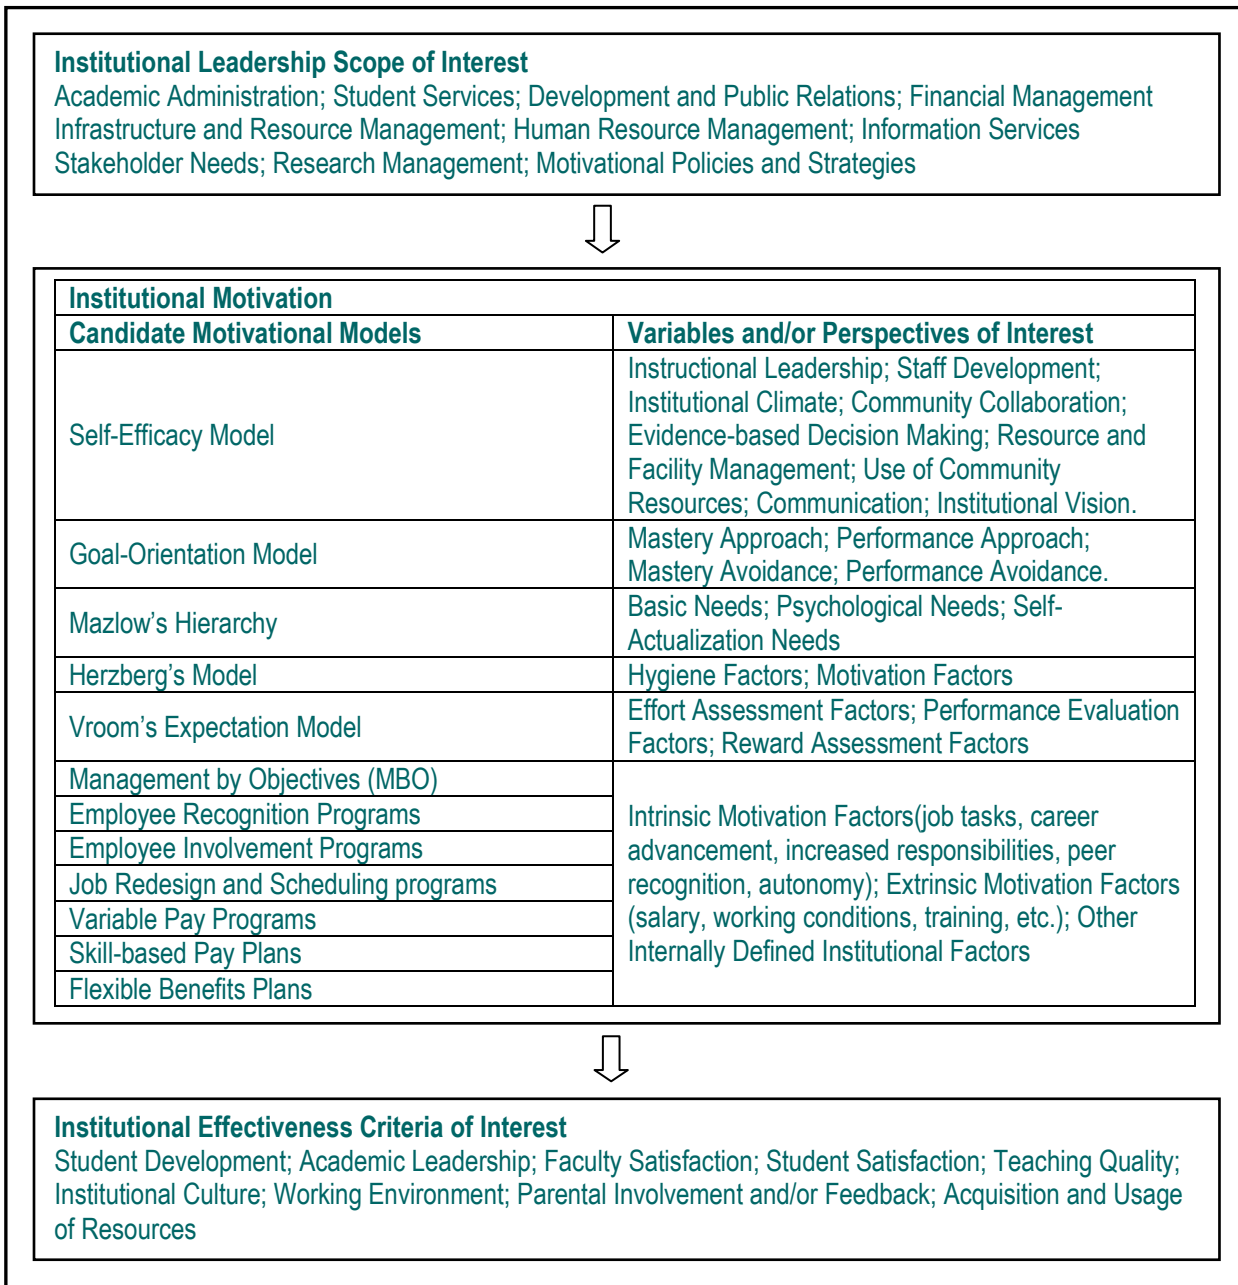 Institutional Leadership Scope of Interest
Academic Administration; Student Services; Development and Public Relations; Financial Management
Infrastructure and Resource Management; Human Resource Management; Information Services
Stakeholder Needs; Research Management; Motivational Policies and Strategies
Institutional Motivation
Candidate Motivational Models
Variables and/or Perspectives of Interest
Self-Efficacy Model
Instructional Leadership; Staff Development;
Institutional Climate; Community Collaboration;
Evidence-based Decision Making; Resource and
Facility Management; Use of Community
Resources; Communication; Institutional Vision.
Goal-Orientation Model
Mastery Approach; Performance Approach;
Mastery Avoidance; Performance Avoidance.
Mazlow’s Hierarchy
Basic Needs; Psychological Needs; Self-
Actualization Needs
Herzberg’s Model
Hygiene Factors; Motivation Factors
Vroom’s Expectation Model
Effort Assessment Factors; Performance Evaluation
Factors; Reward Assessment Factors
Management by Objectives (MBO)
Employee Recognition Programs
Employee Involvement Programs
Job Redesign and Scheduling programs
Variable Pay Programs
Skill-based Pay Plans
Flexible Benefits Plans
Intrinsic Motivation Factors(job tasks, career
advancement, increased responsibilities, peer
recognition, autonomy); Extrinsic Motivation Factors
(salary, working conditions, training, etc.); Other
Internally Defined Institutional Factors
Institutional Effectiveness Criteria of Interest
Student Development; Academic Leadership; Faculty Satisfaction; Student Satisfaction; Teaching Quality;
Institutional Culture; Working Environment; Parental Involvement and/or Feedback; Acquisition and Usage
of Resources